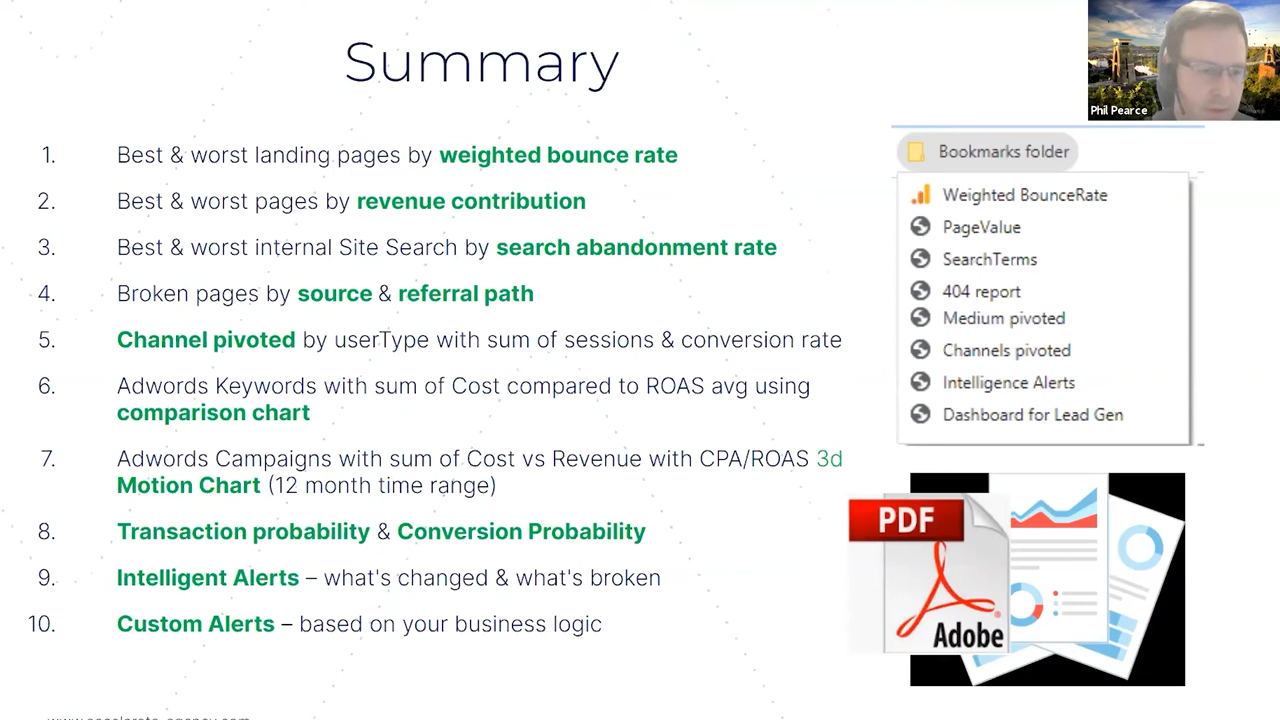 Summary
Phil Pearce
1. Best & worst landing pages by weighted bounce rate
2. Best & worst pages by revenue contribution
3. Best & worst internal Site Search by search abandonment rate
4. Broken pages by source & referral path
5. Channel pivoted by userType with sum of sessions & conversion rate
6. Adwords Keywords with sum of Cost compared to ROAS avg using
comparison chart
7. Adwords Campaigns with sum of Cost vs Revenue with CPA/ROAS 3d
Motion Chart (12 month time range)
8. Transaction probability & Conversion Probability
9. Intelligent Alerts – what's changed & what's broken
10. Custom Alerts – based on your business logic
Bookmarks folder
Weighted BounceRate
PageValue
SearchTerms
404 report
Medium pivoted
Channels pivoted
Intelligence Alerts
Dashboard for Lead Gen
PDF
Adobe